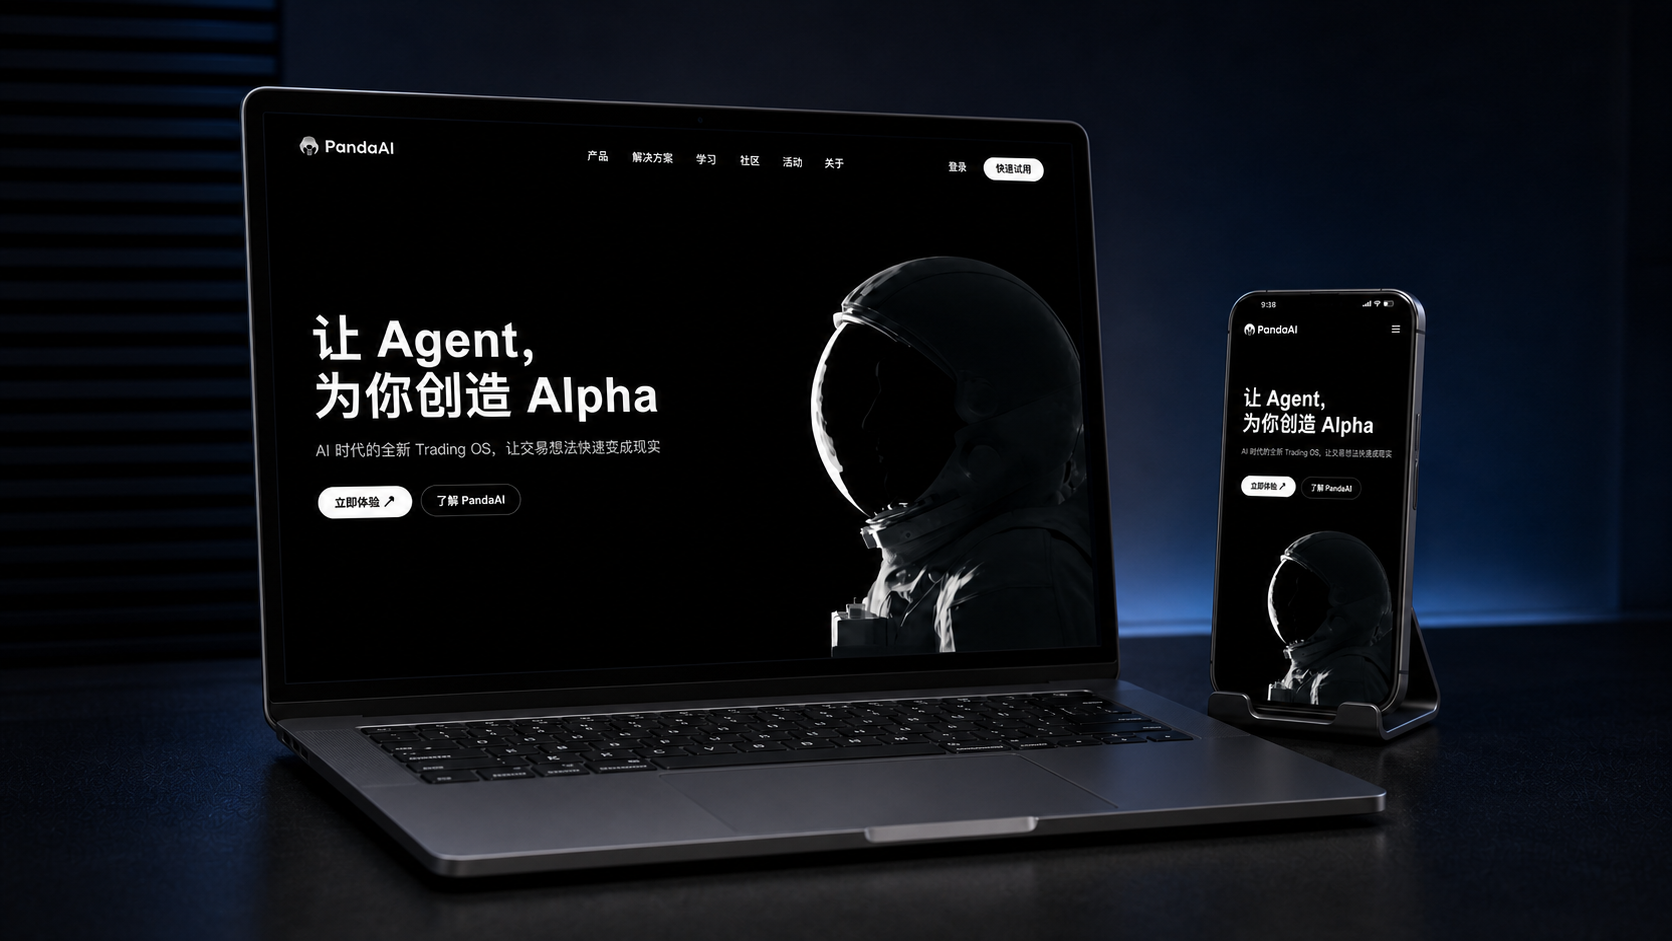 PandaAI
产品 解决方案 学习 社区 活动 关于
登录 快速试用
让 Agent,
为你创造 Alpha
AI 时代的全新 Trading OS，让交易想法快速变成现实
立即体验 ↗ 了解 PandaAI
9:38
PandaAI
让 Agent,
为你创造 Alpha
AI 时代的全新 Trading OS，让交易想法快速变成现实
立即体验 ↗ 了解 PandaAI